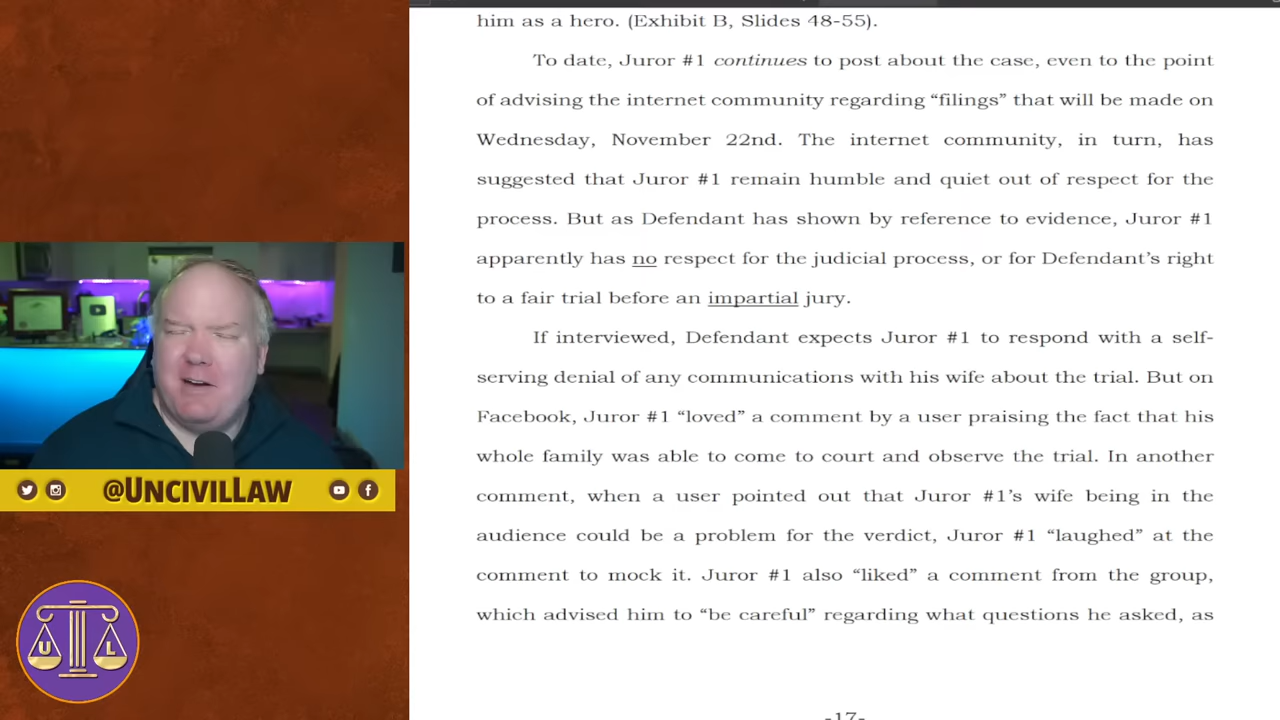 him as a hero. (Exhibit B, Slides 48-55).
To date, Juror #1 continues to post about the case, even to the point
of advising the internet community regarding “filings” that will be made on
Wednesday, November 22nd. The internet community, in turn, has
suggested that Juror #1 remain humble and quiet out of respect for the
process. But as Defendant has shown by reference to evidence, Juror #1
apparently has no respect for the judicial process, or for Defendant’s right
to a fair trial before an impartial jury.
If interviewed, Defendant expects Juror #1 to respond with a self-
serving denial of any communications with his wife about the trial. But on
Facebook, Juror #1 “loved” a comment by a user praising the fact that his
whole family was able to come to court and observe the trial. In another
comment, when a user pointed out that Juror #1’s wife being in the
audience could be a problem for the verdict, Juror #1 “laughed” at the
comment to mock it. Juror #1 also “liked” a comment from the group,
which advised him to “be careful” regarding what questions he asked, as
-17-
@UNCIVILLAW
U L